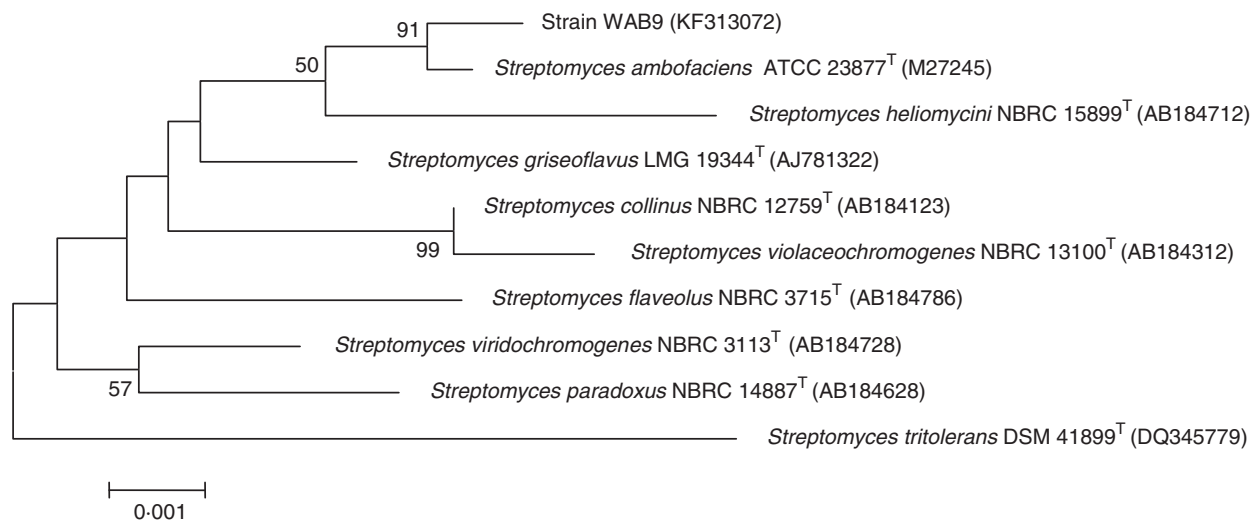 91
Strain WAB9 (KF313072)
50
Streptomyces ambofaciens ATCC 23877ᵀ (M27245)
Streptomyces heliomycini NBRC 15899ᵀ (AB184712)
Streptomyces griseoflavus LMG 19344ᵀ (AJ781322)
Streptomyces collinus NBRC 12759ᵀ (AB184123)
99
Streptomyces violaceochromogenes NBRC 13100ᵀ (AB184312)
Streptomyces flaveolus NBRC 3715ᵀ (AB184786)
Streptomyces viridochromogenes NBRC 3113ᵀ (AB184728)
57
Streptomyces paradoxus NBRC 14887ᵀ (AB184628)
Streptomyces tritolerans DSM 41899ᵀ (DQ345779)
0·001